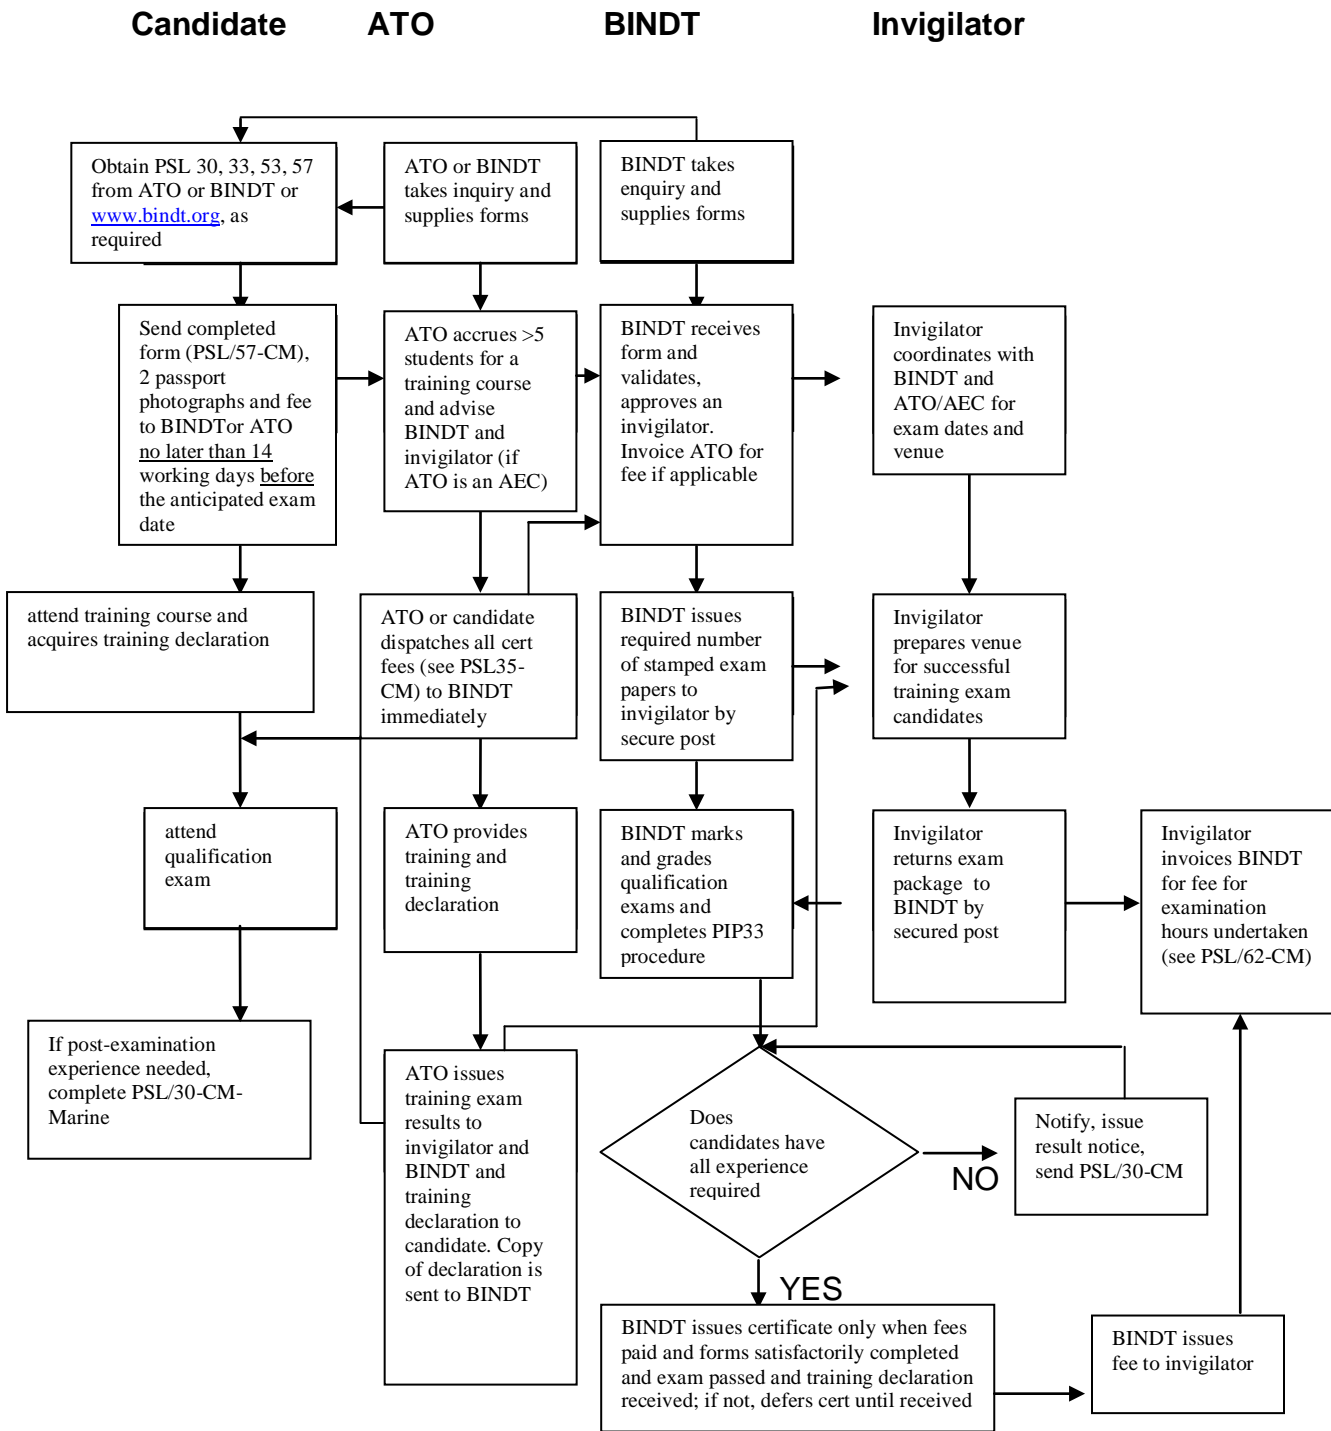 Candidate
ATO
BINDT
Invigilator
Obtain PSL 30, 33, 53, 57
from ATO or BINDT or
www.bindt.org, as
required
ATO or BINDT
takes inquiry and
supplies forms
BINDT takes
enquiry and
supplies forms
Send completed
form (PSL/57-CM),
2 passport
photographs and fee
to BINDTor ATO
no later than 14
working days before
the anticipated exam
date
ATO accrues >5
students for a
training course
and advise
BINDT and
invigilator (if
ATO is an AEC)
BINDT receives
form and
validates,
approves an
invigilator.
Invoice ATO for
fee if applicable
Invigilator
coordinates with
BINDT and
ATO/AEC for
exam dates and
venue
attend training course and
acquires training declaration
ATO or candidate
dispatches all cert
fees (see PSL35-
CM) to BINDT
immediately
BINDT issues
required number
of stamped exam
papers to
invigilator by
secure post
Invigilator
prepares venue
for successful
training exam
candidates
attend
qualification
exam
ATO provides
training and
training
declaration
BINDT marks
and grades
qualification
exams and
completes PIP33
procedure
Invigilator
returns exam
package  to
BINDT by
secured post
Invigilator
invoices BINDT
for fee for
examination
hours undertaken
(see PSL/62-CM)
If post-examination
experience needed,
complete PSL/30-CM-
Marine
ATO issues
training exam
results to
invigilator and
BINDT and
training
declaration to
candidate. Copy
of declaration is
sent to BINDT
Does
candidates have
all experience
required
NO
Notify, issue
result notice,
send PSL/30-CM
YES
BINDT issues certificate only when fees
paid and forms satisfactorily completed
and exam passed and training declaration
received; if not, defers cert until received
BINDT issues
fee to invigilator